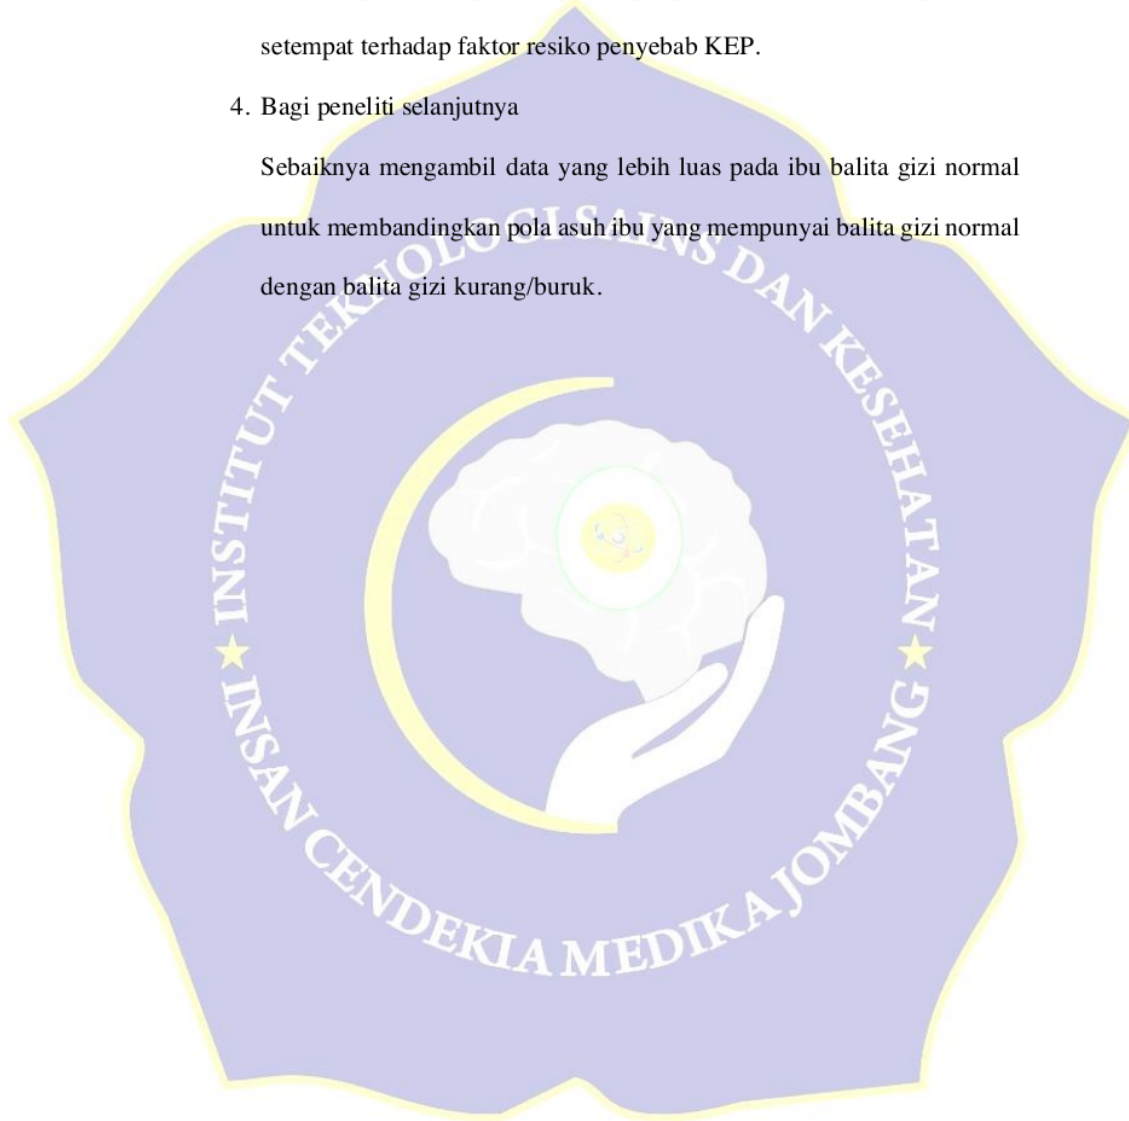 setempat terhadap faktor resiko penyebab KEP.
4. Bagi peneliti selanjutnya
Sebaiknya mengambil data yang lebih luas pada ibu balita gizi normal
untuk membandingkan pola asuh ibu yang mempunyai balita gizi normal
dengan balita gizi kurang/buruk.
INSTITUT TEKNOLOGI SAINS DAN KESEHATAN
INSAN CENDEKIA MEDIKA JOMBANG